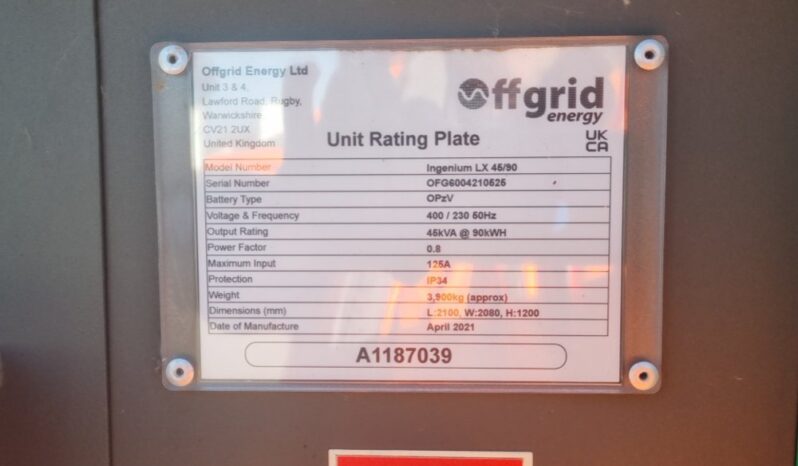 Offgrid Energy Ltd
Unit 3 & 4,
Lawford Road, Rugby,
Warwickshire
CV21 2UX
United Kingdom
Offgrid
energy
Unit Rating Plate
UK
CA
Model Number Ingenium LX 45/90
Serial Number OFG6004210525
Battery Type OPzV
Voltage & Frequency 400 / 230 50Hz
Output Rating 45kVA @ 90kWH
Power Factor 0.8
Maximum Input 125A
Protection IP34
Weight 3,900kg (approx)
Dimensions (mm) L:2100, W:2080, H:1200
Date of Manufacture April 2021
A1187039